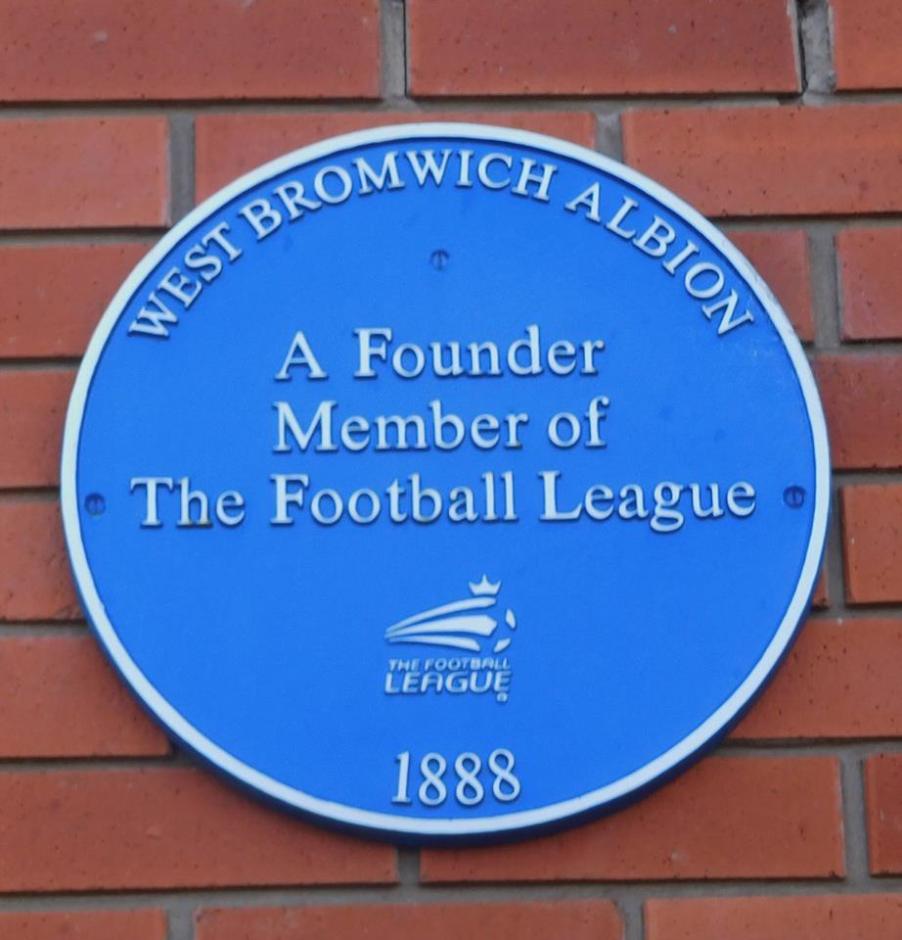 WEST BROMWICH ALBION
A Founder
Member of
The Football League
THE FOOTBALL
LEAGUE
1888